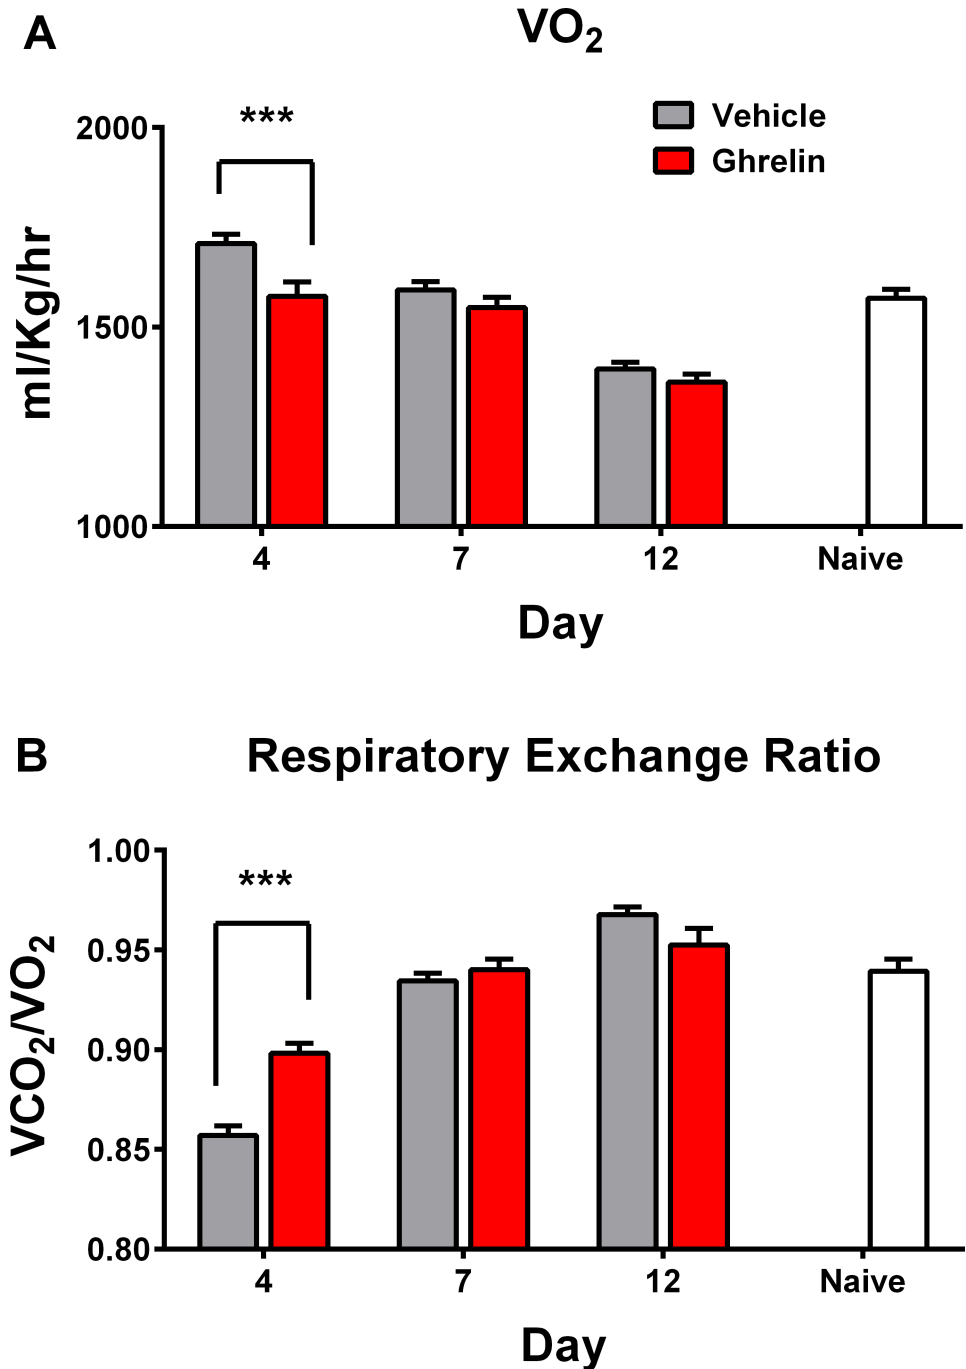 A
VO₂
***
Vehicle
Ghrelin
2000
1500
1000
ml/Kg/hr
4
7
12
Naive
Day
B
Respiratory Exchange Ratio
***
1.00
0.95
0.90
0.85
0.80
VCO₂/VO₂
4
7
12
Naive
Day